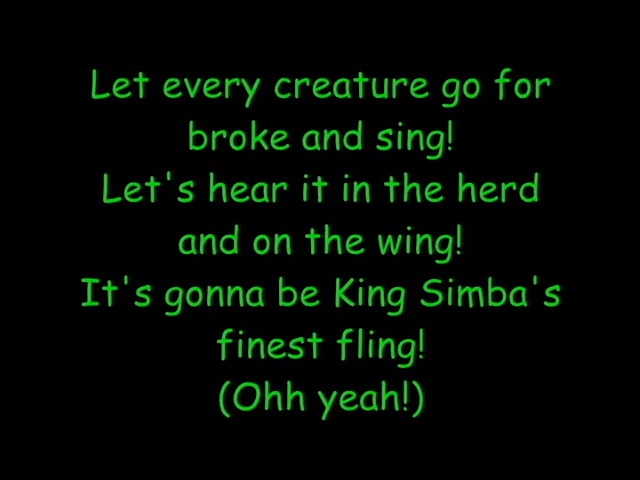 Let every creature go for
broke and sing!
Let's hear it in the herd
and on the wing!
It's gonna be King Simba's
finest fling!
(Ohh yeah!)